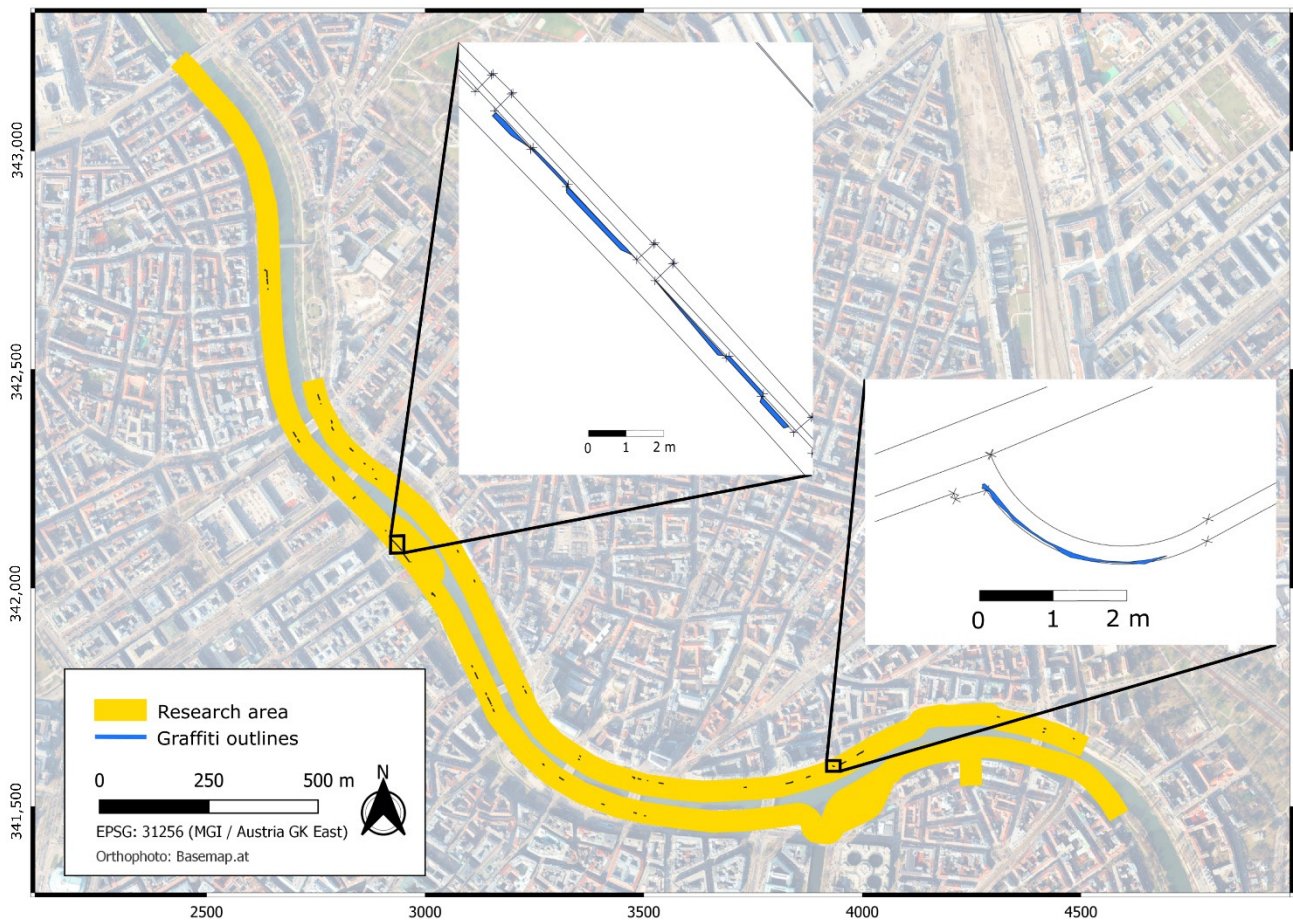 343,000
342,500
342,000
341,500
0 1 2 m
0 1 2 m
Research area
Graffiti outlines
0 250 500 m
N
EPSG: 31256 (MGI / Austria GK East)
Orthophoto: Basemap.at
2500 3000 3500 4000 4500